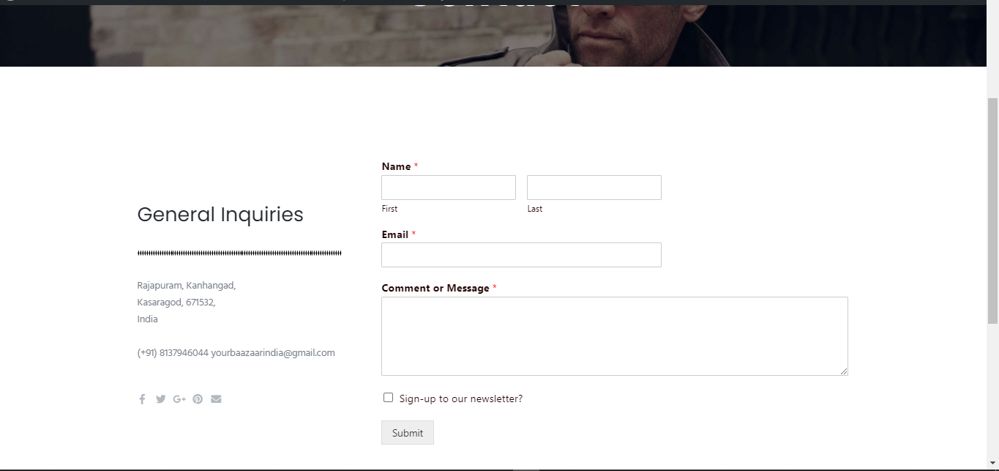 General Inquiries
Rajapuram, Kanhangad,
Kasaragod, 671532,
India
(+91) 8137946044 yourbaazaarindia@gmail.com
Name *
First
Last
Email *
Comment or Message *
Sign-up to our newsletter?
Submit